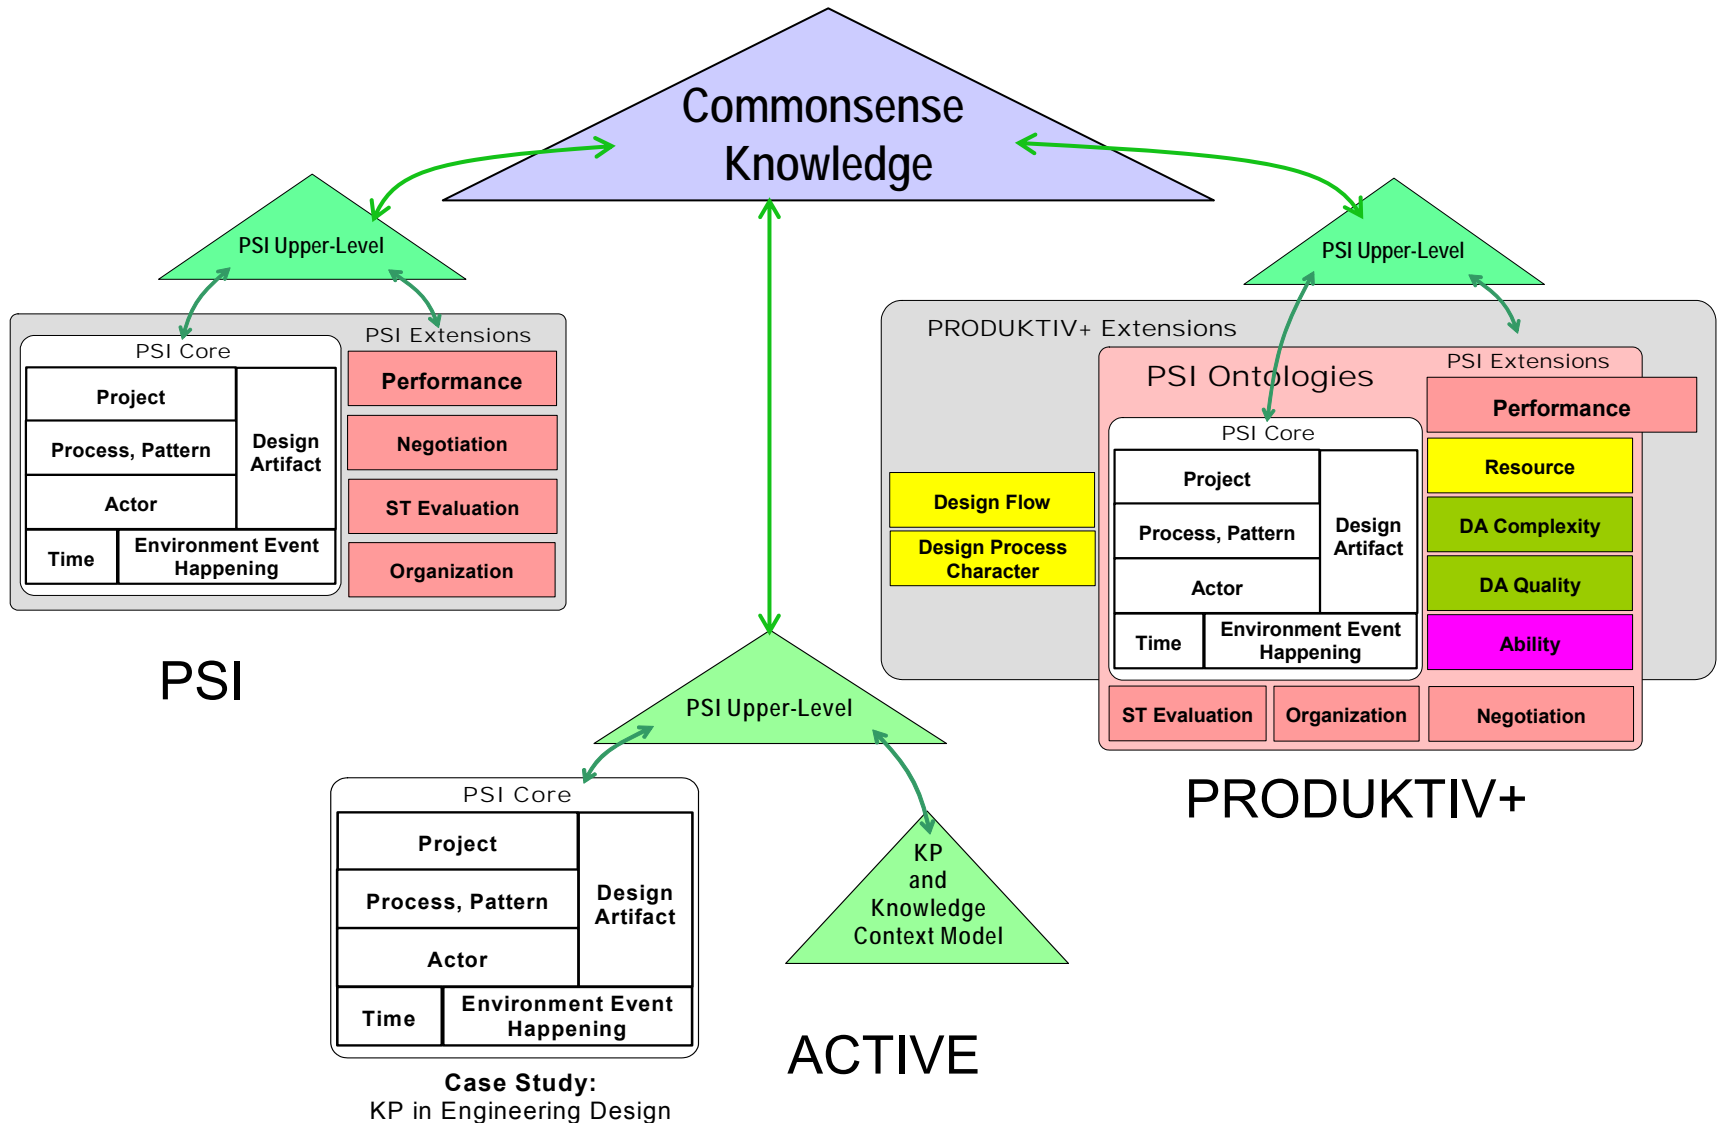 Commonsense
Knowledge
PSI Upper-Level
PSI Extensions
PSI Core
Project
Process, Pattern
Actor
Design
Artifact
Time
Environment Event
Happening
Performance
Negotiation
ST Evaluation
Organization
PSI
PSI Upper-Level
PRODUKTIV+ Extensions
PSI Ontologies
PSI Extensions
Performance
PSI Core
Project
Process, Pattern
Actor
Design
Artifact
Time
Environment Event
Happening
Resource
DA Complexity
DA Quality
Ability
Design Flow
Design Process
Character
ST Evaluation
Organization
Negotiation
PRODUKTIV+
PSI Upper-Level
PSI Core
Project
Process, Pattern
Actor
Design
Artifact
Time
Environment Event
Happening
KP
and
Knowledge
Context Model
ACTIVE
Case Study:
KP in Engineering Design